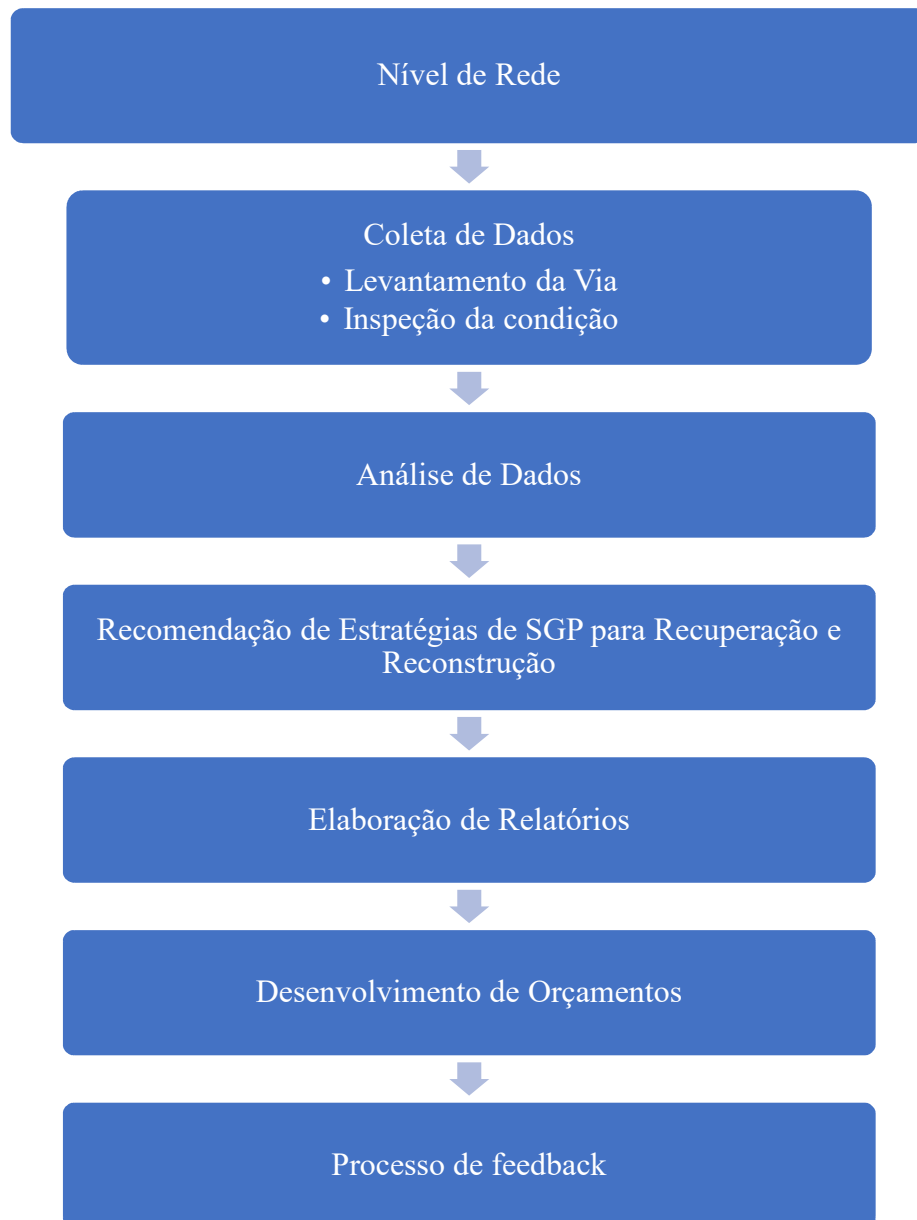 Nível de Rede
Coleta de Dados
• Levantamento da Via
• Inspeção da condição
Análise de Dados
Recomendação de Estratégias de SGP para Recuperação e
Reconstrução
Elaboração de Relatórios
Desenvolvimento de Orçamentos
Processo de feedback